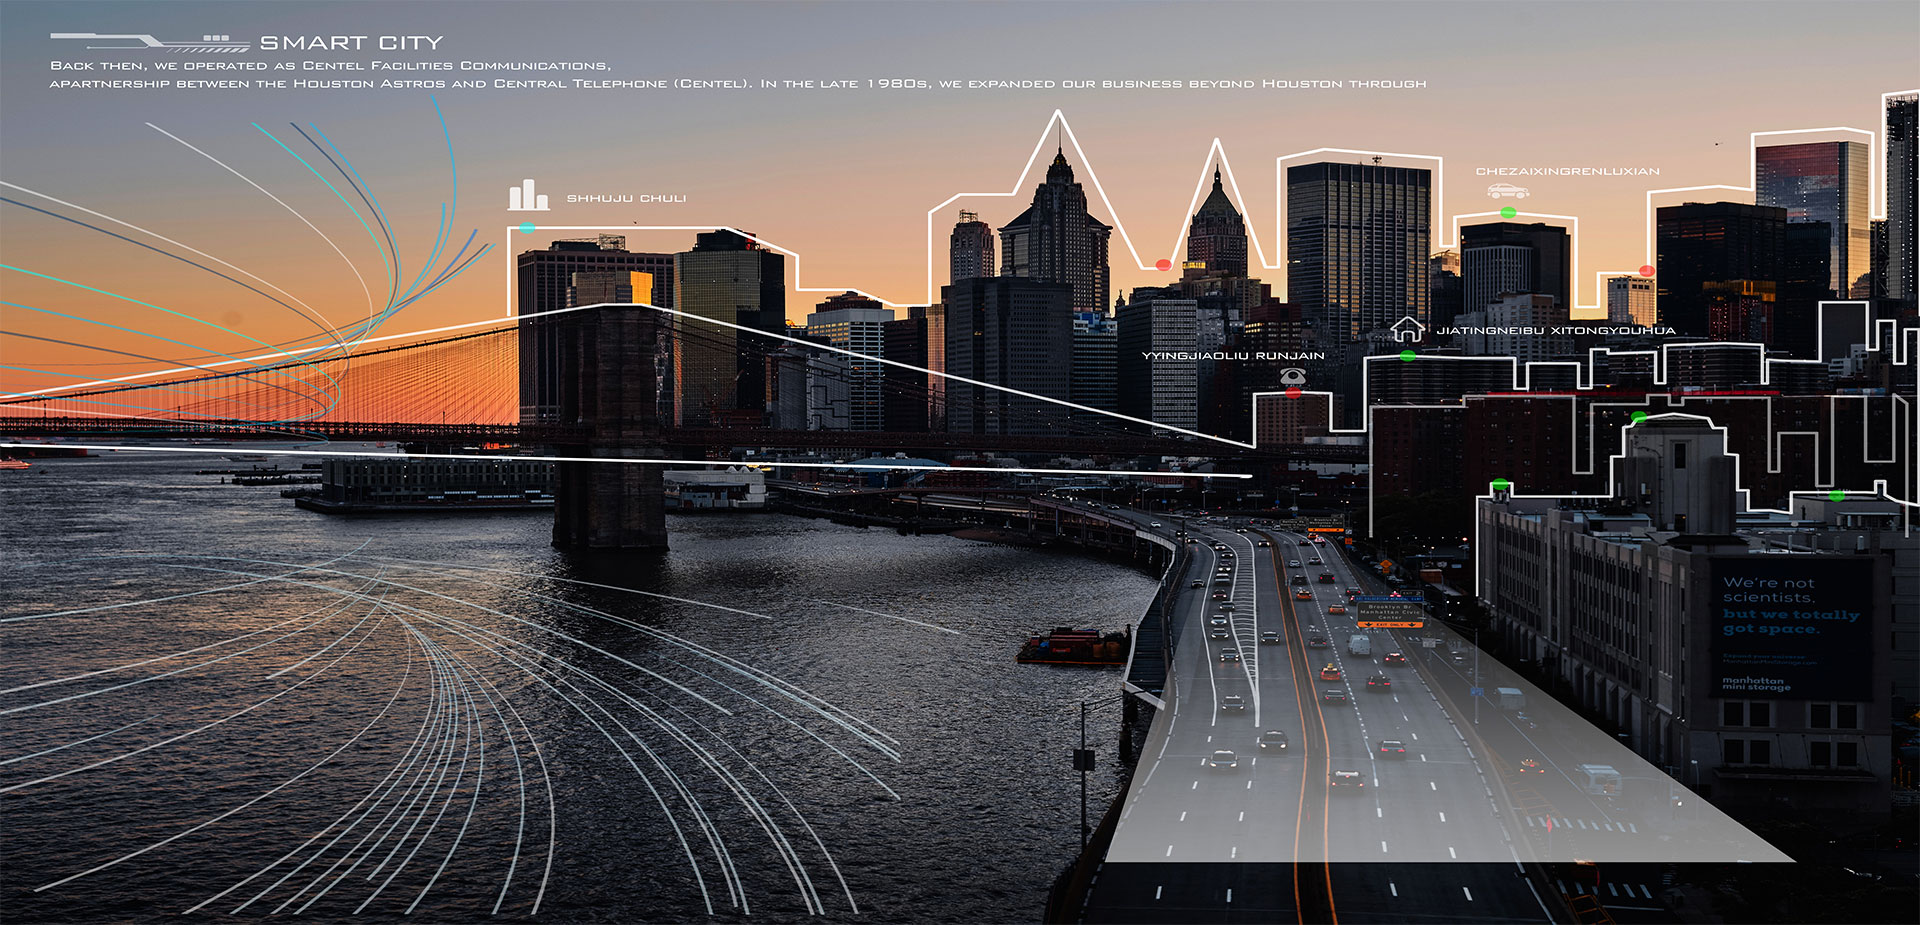 SMART CITY
BACK THEN, WE OPERATED AS CENTEL FACILITIES COMMUNICATIONS,
APARTNERSHIP BETWEEN THE HOUSTON ASTROS AND CENTRAL TELEPHONE (CENTEL). IN THE LATE 1980S, WE EXPANDED OUR BUSINESS BEYOND HOUSTON THROUGH
CHEZAIXINGRENLUXIAN
SHHUJU CHULI
JIATINGNEIBU XITONGYOUHUA
YYINGJIAOLIU RUNJAIN
We're not
scientists,
but we totally
got space.
manhattan
mini storage
Brooklyn Br
Manhattan Civic
Center
EXIT ONLY